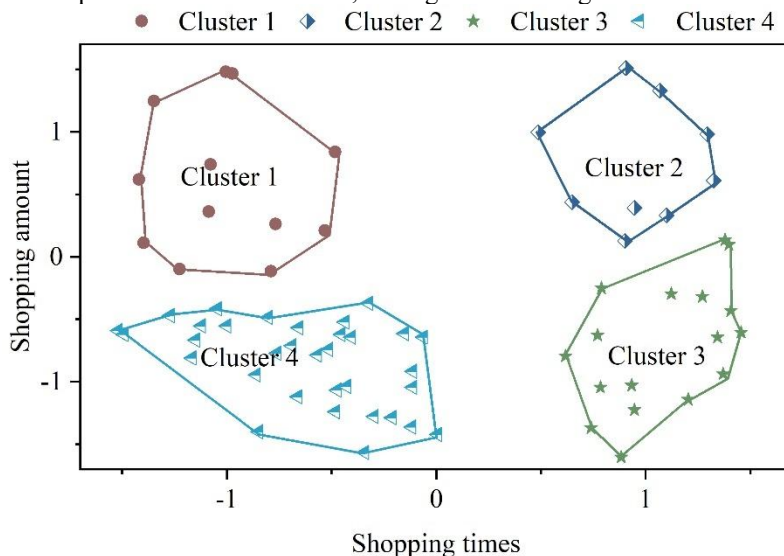 Cluster 1 Cluster 2 Cluster 3 Cluster 4
Shopping amount
1
0
-1
Cluster 1
Cluster 2
Cluster 3
Cluster 4
-1 0 1
Shopping times